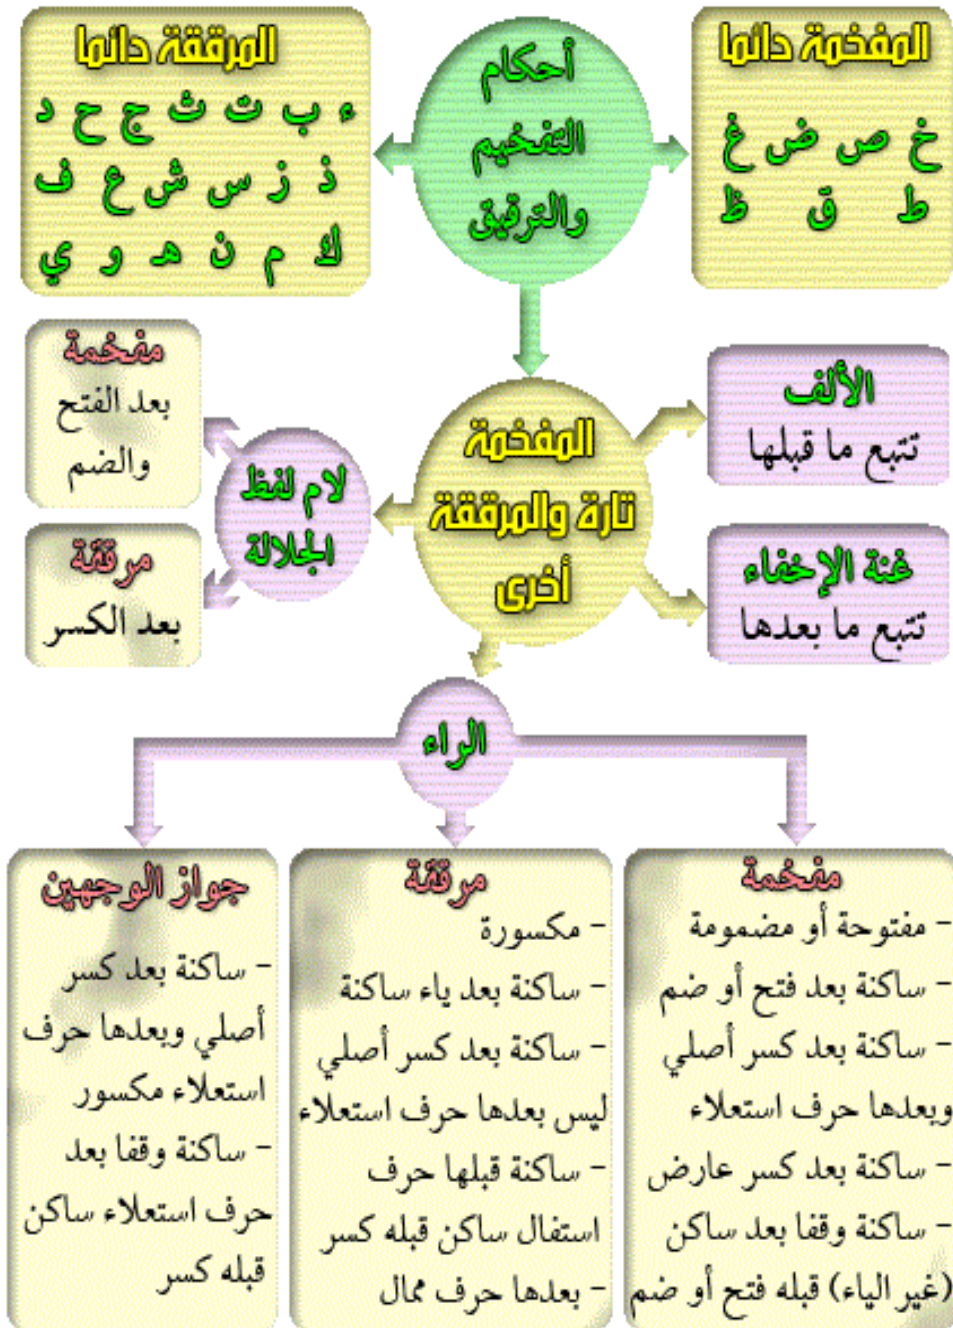 أحكام
التفخيم
والترقيق
المفخمة دائما
خ ص ض غ
ط ق ظ
المرققة دائما
ء ب ت ث ج ح د
ذ ز س ش ع ف
ك م ن هـ و ي
المفخمة
تارة والمرققة
أخرى
الألف
تتبع ما قبلها
غنة الإخفاء
تتبع ما بعدها
لام لفظ
الجلالة
مفخمة
بعد الفتح
والضم
مرققة
بعد الكسر
الراء
مفخمة
- مفتوحة أو مضمومة
- ساكنة بعد فتح أو ضم
- ساكنة بعد كسر أصلي
وبعدها حرف استعلاء
- ساكنة بعد كسر عارض
- ساكنة وقفا بعد ساكن
(غير الياء) قبله فتح أو ضم
مرققة
- مكسورة
- ساكنة بعد ياء ساكنة
- ساكنة بعد كسر أصلي
ليس بعدها حرف استعلاء
- ساكنة قبلها حرف
استفال ساكن قبله كسر
- بعدها حرف ممال
جواز الوجهين
- ساكنة بعد كسر
أصلي وبعدها حرف
استعلاء مكسور
- ساكنة وقفا بعد
حرف استعلاء ساكن
قبله كسر